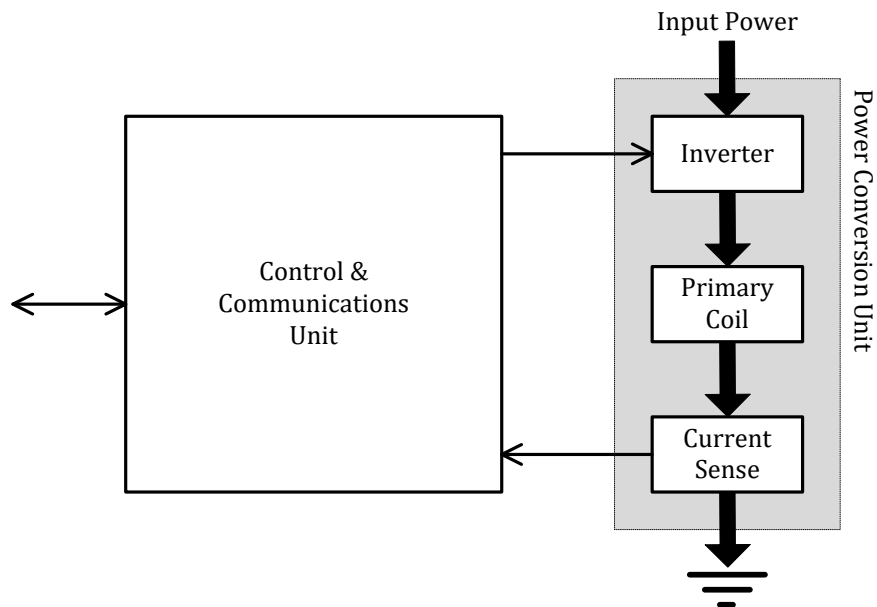 Input Power
Inverter
Control &
Communications
Unit
Primary
Coil
Current
Sense
Power Conversion Unit